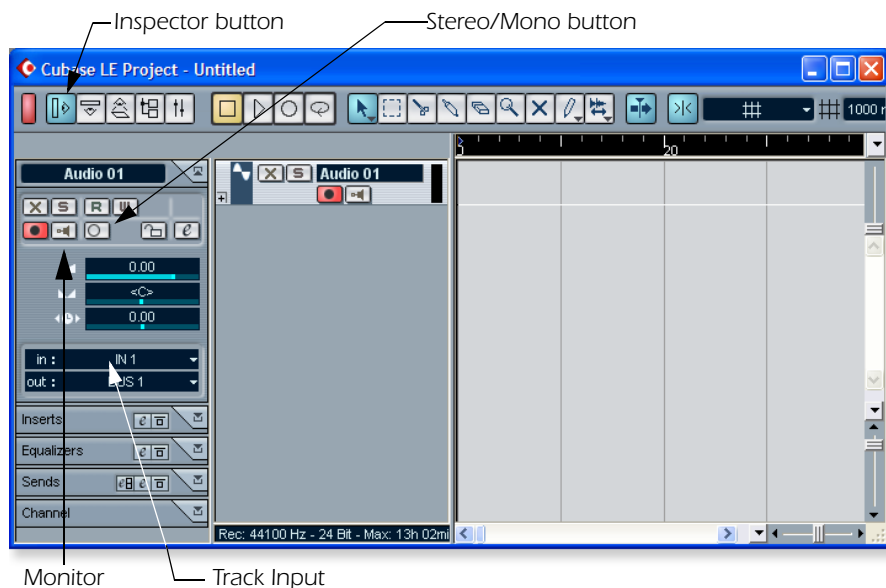 Inspector button
Stereo/Mono button
Cubase LE Project - Untitled
1000
20
Audio 01
X S Audio 01
X S R W
e
0.00
<C>
0.00
in : IN 1
out : BUS 1
Inserts e
Equalizers e
Sends e e
Channel
Rec: 44100 Hz - 24 Bit - Max: 13h 02mi
Monitor
Track Input